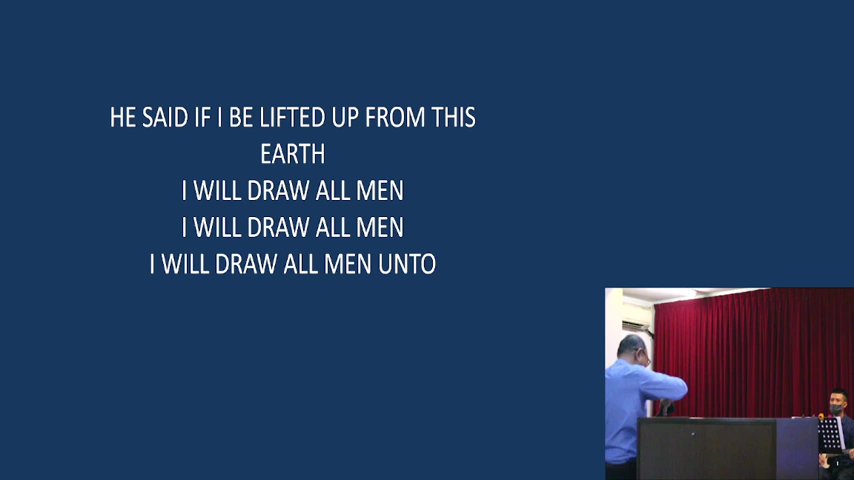 HE SAID IF I BE LIFTED UP FROM THIS
EARTH
I WILL DRAW ALL MEN
I WILL DRAW ALL MEN
I WILL DRAW ALL MEN UNTO